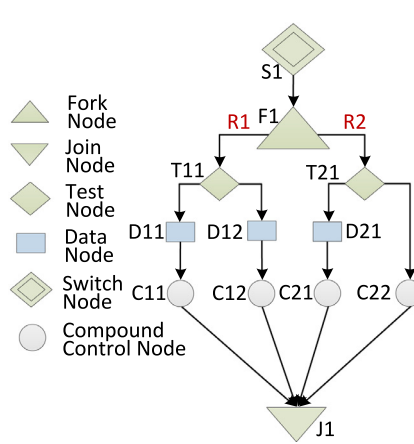 S1
F1
R1
R2
T11
T21
D11
D12
D21
C11
C12
C21
C22
J1
Fork
Node
Join
Node
Test
Node
Data
Node
Switch
Node
Compound
Control Node